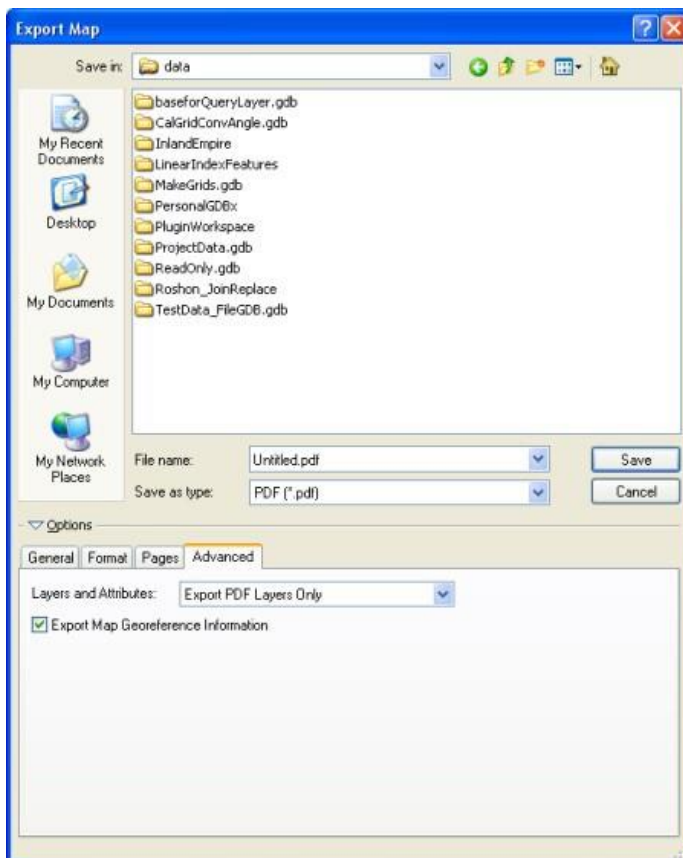 Export Map
Save in: data
baseforQueryLayer.gdb
CalGridConvAngle.gdb
InlandEmpire
LinearIndexFeatures
MakeGrids.gdb
PersonalGDBx
PluginWorkspace
ProjectData.gdb
ReadOnly.gdb
Roshon_JoinReplace
TestData_FileGDB.gdb
My Recent
Documents
Desktop
My Documents
My Computer
My Network
Places
File name: Untitled.pdf Save
Save as type: PDF (*.pdf) Cancel
Options
General Format Pages Advanced
Layers and Attributes: Export PDF Layers Only
Export Map Georeference Information